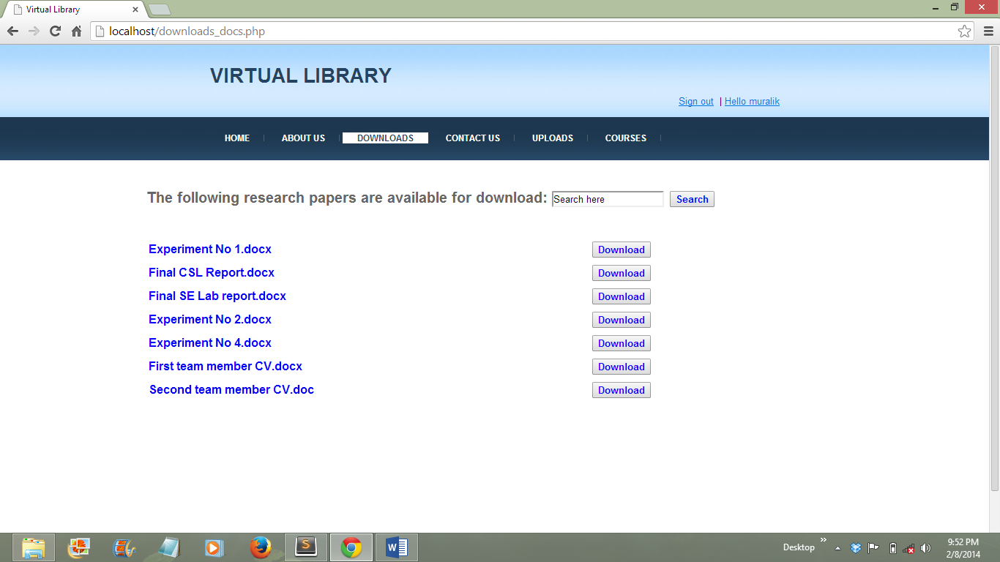 Virtual Library
localhost/downloads_docs.php
VIRTUAL LIBRARY
Sign out | Hello muralik
HOME ABOUT US DOWNLOADS CONTACT US UPLOADS COURSES
The following research papers are available for download: Search here Search
Experiment No 1.docx Download
Final CSL Report.docx Download
Final SE Lab report.docx Download
Experiment No 2.docx Download
Experiment No 4.docx Download
First team member CV.docx Download
Second team member CV.doc Download
Desktop
9:52 PM
2/8/2014